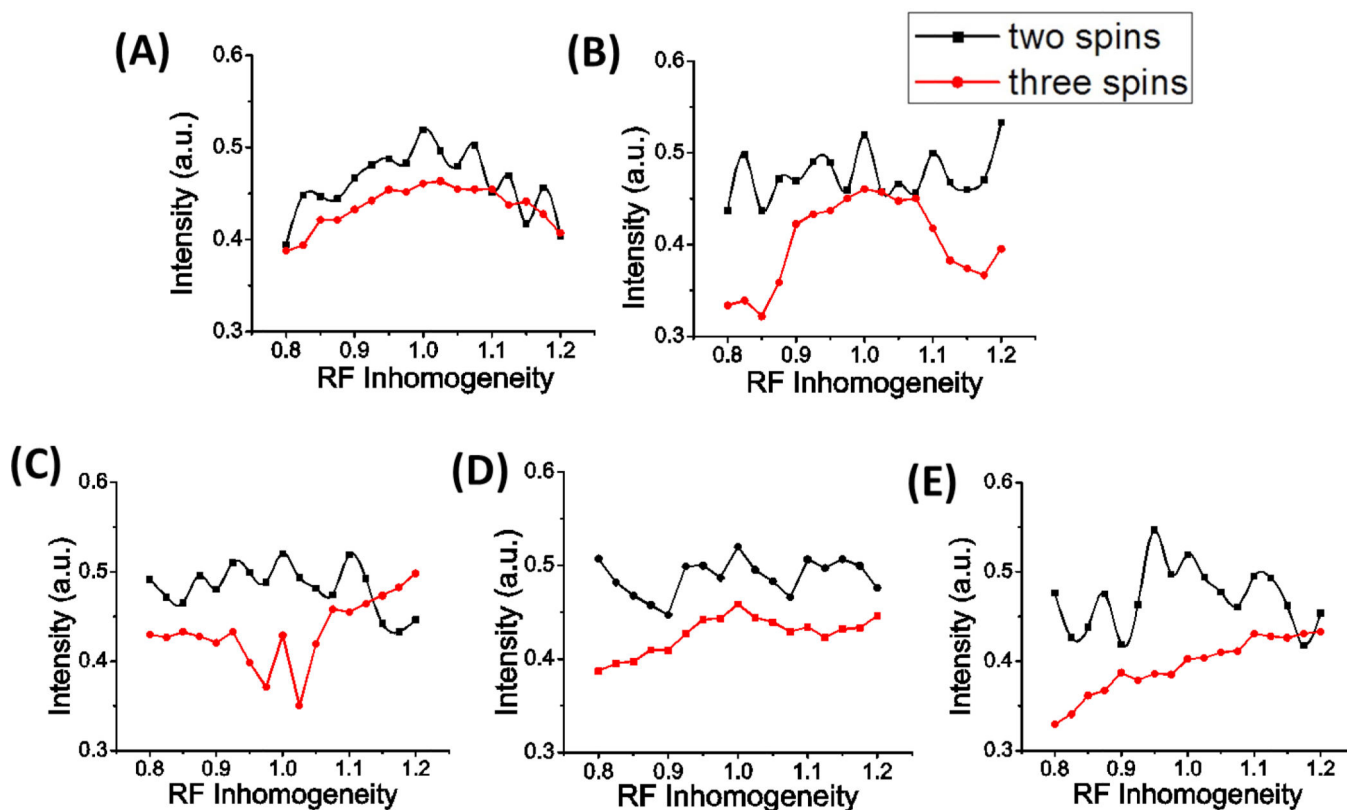 (A)
0.6
0.5
0.4
0.3
Intensity (a.u.)
0.8 0.9 1.0 1.1 1.2
RF Inhomogeneity
(B)
two spins
three spins
0.6
0.5
0.4
0.3
Intensity (a.u.)
0.8 0.9 1.0 1.1 1.2
RF Inhomogeneity
(C)
0.6
0.5
0.4
0.3
Intensity (a.u.)
0.8 0.9 1.0 1.1 1.2
RF Inhomogeneity
(D)
0.6
0.5
0.4
0.3
Intensity (a.u.)
0.8 0.9 1.0 1.1 1.2
RF Inhomogeneity
(E)
0.6
0.5
0.4
0.3
Intensity (a.u.)
0.8 0.9 1.0 1.1 1.2
RF Inhomogeneity